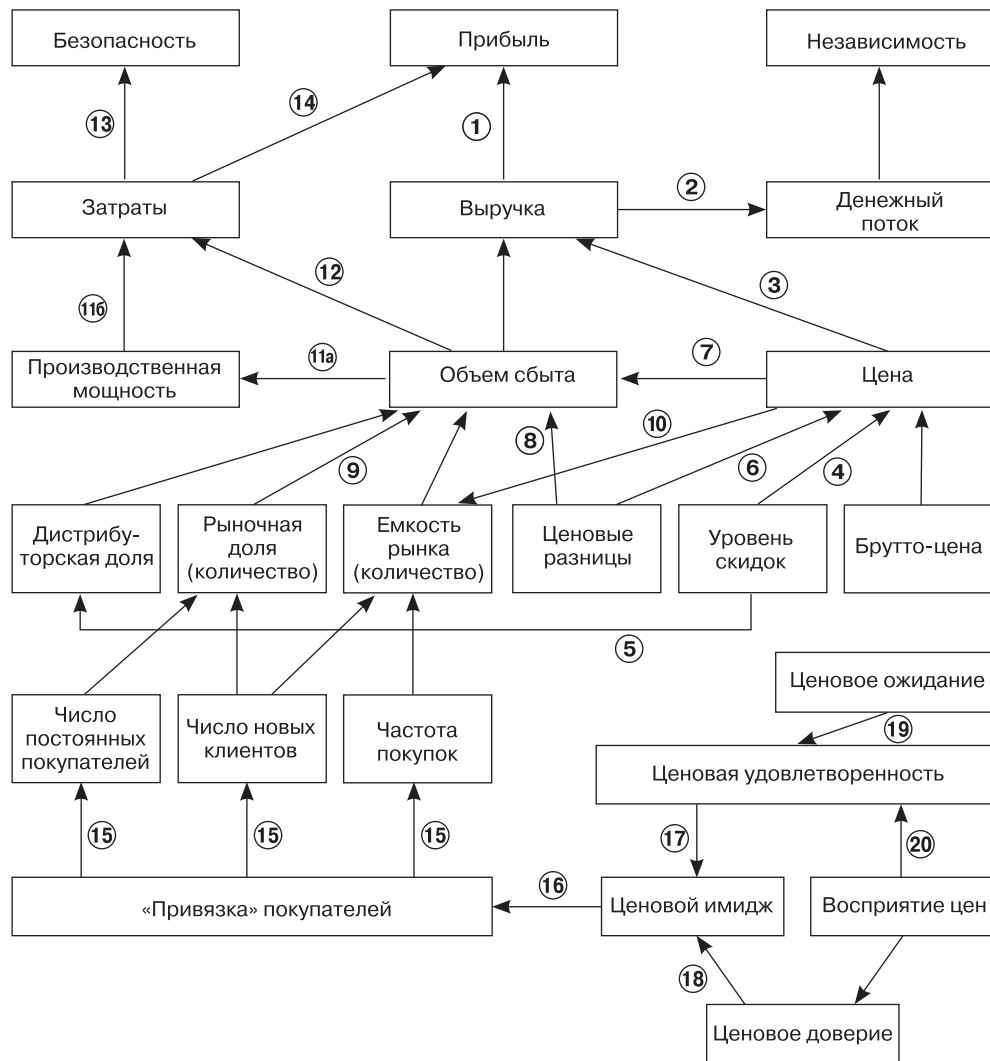 Безопасность
Прибыль
Независимость
14
13
1
2
Затраты
Выручка
Денежный
поток
12
3
11б
11а
7
Производственная
мощность
Объем сбыта
Цена
10
8
9
6
4
Дистрибу-
торская доля
Рыночная
доля
(количество)
Емкость
рынка
(количество)
Ценовые
разницы
Уровень
скидок
Брутто-цена
5
Ценовое ожидание
Число
постоянных
покупателей
Число новых
клиентов
Частота
покупок
19
Ценовая удовлетворенность
15
15
15
17
20
16
«Привязка» покупателей
Ценовой имидж
Восприятие цен
18
Ценовое доверие